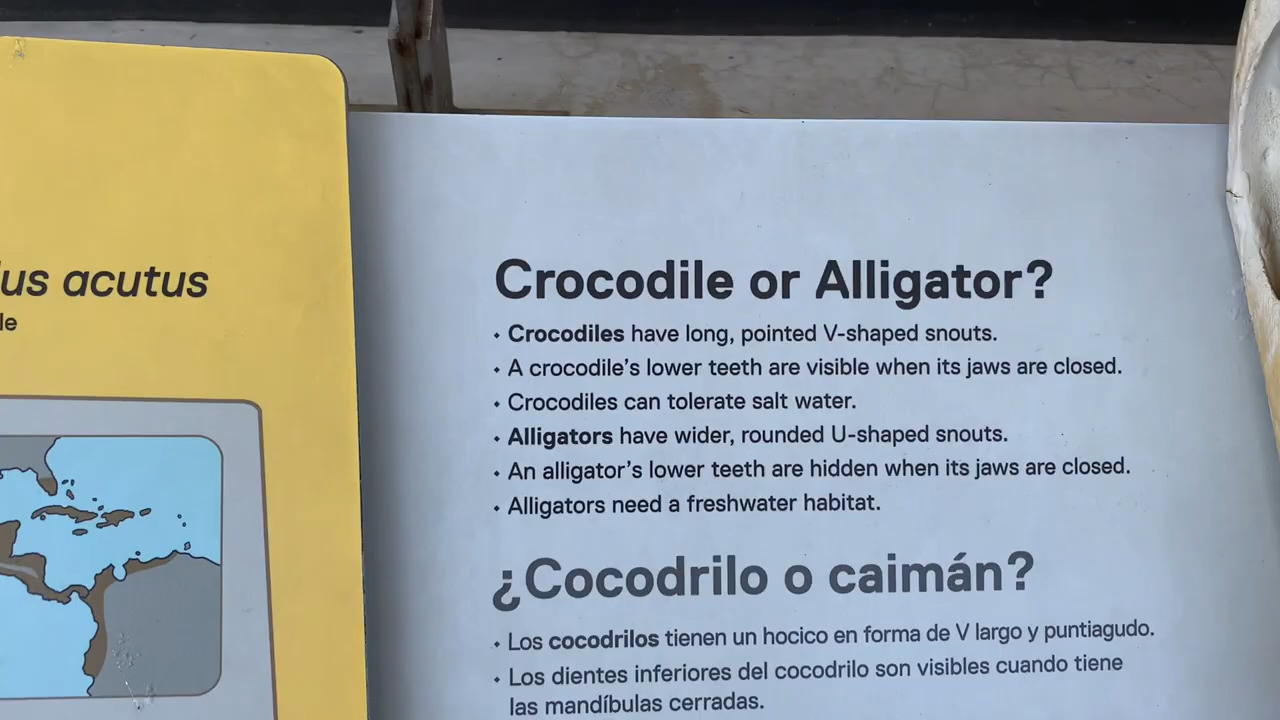 us acutus
le
Crocodile or Alligator?
• Crocodiles have long, pointed V-shaped snouts.
• A crocodile's lower teeth are visible when its jaws are closed.
• Crocodiles can tolerate salt water.
• Alligators have wider, rounded U-shaped snouts.
• An alligator's lower teeth are hidden when its jaws are closed.
• Alligators need a freshwater habitat.
¿Cocodrilo o caimán?
• Los cocodrilos tienen un hocico en forma de V largo y puntiagudo.
• Los dientes inferiores del cocodrilo son visibles cuando tiene
las mandíbulas cerradas.